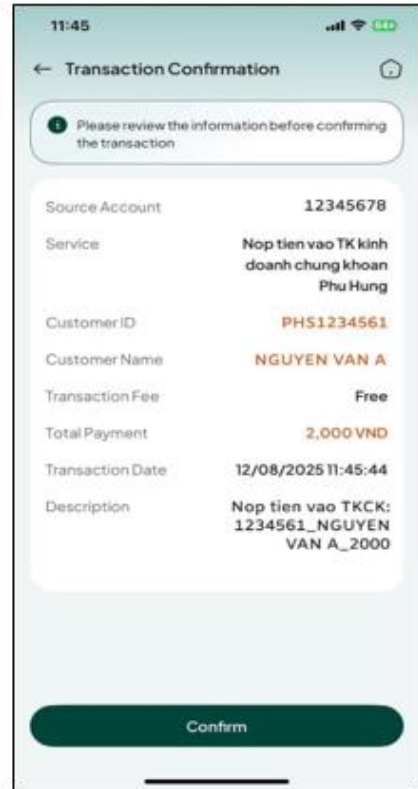 11:45
Transaction Confirmation
Please review the information before confirming
the transaction
Source Account 12345678
Service Nop tien vao TK kinh
doanh chung khoan
Phu Hung
Customer ID PHS1234561
Customer Name NGUYEN VAN A
Transaction Fee Free
Total Payment 2,000 VND
Transaction Date 12/08/2025 11:45:44
Description Nop tien vao TKCK:
1234561_NGUYEN
VAN A_2000
Confirm